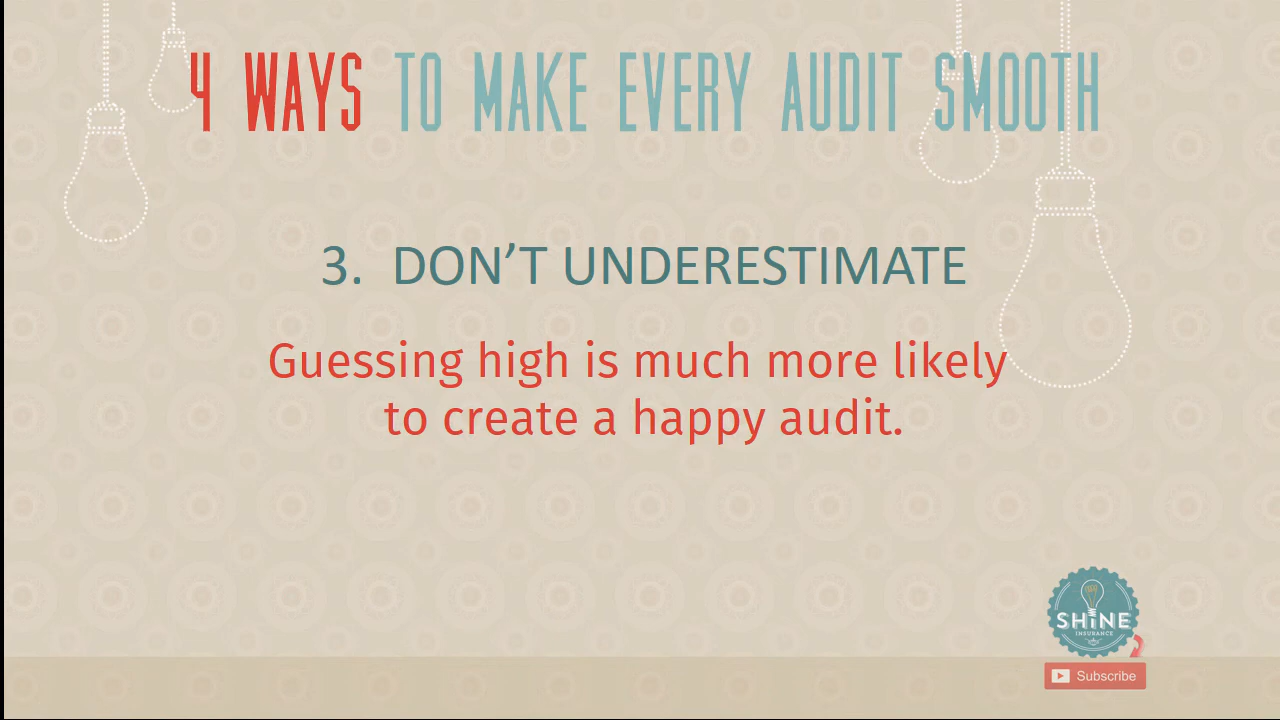 4 WAYS TO MAKE EVERY AUDIT SMOOTH
3. DON'T UNDERESTIMATE
Guessing high is much more likely
to create a happy audit.
SHINE
INSURANCE
Subscribe